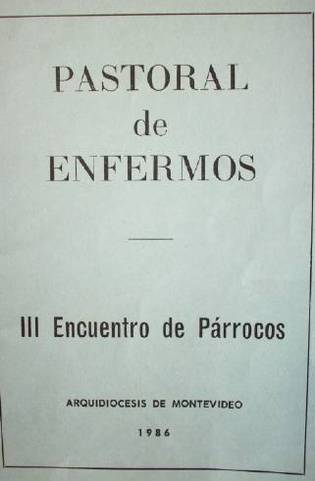 PASTORAL
de
ENFERMOS
III Encuentro de Párrocos
ARQUIDIOCESIS DE MONTEVIDEO
1986